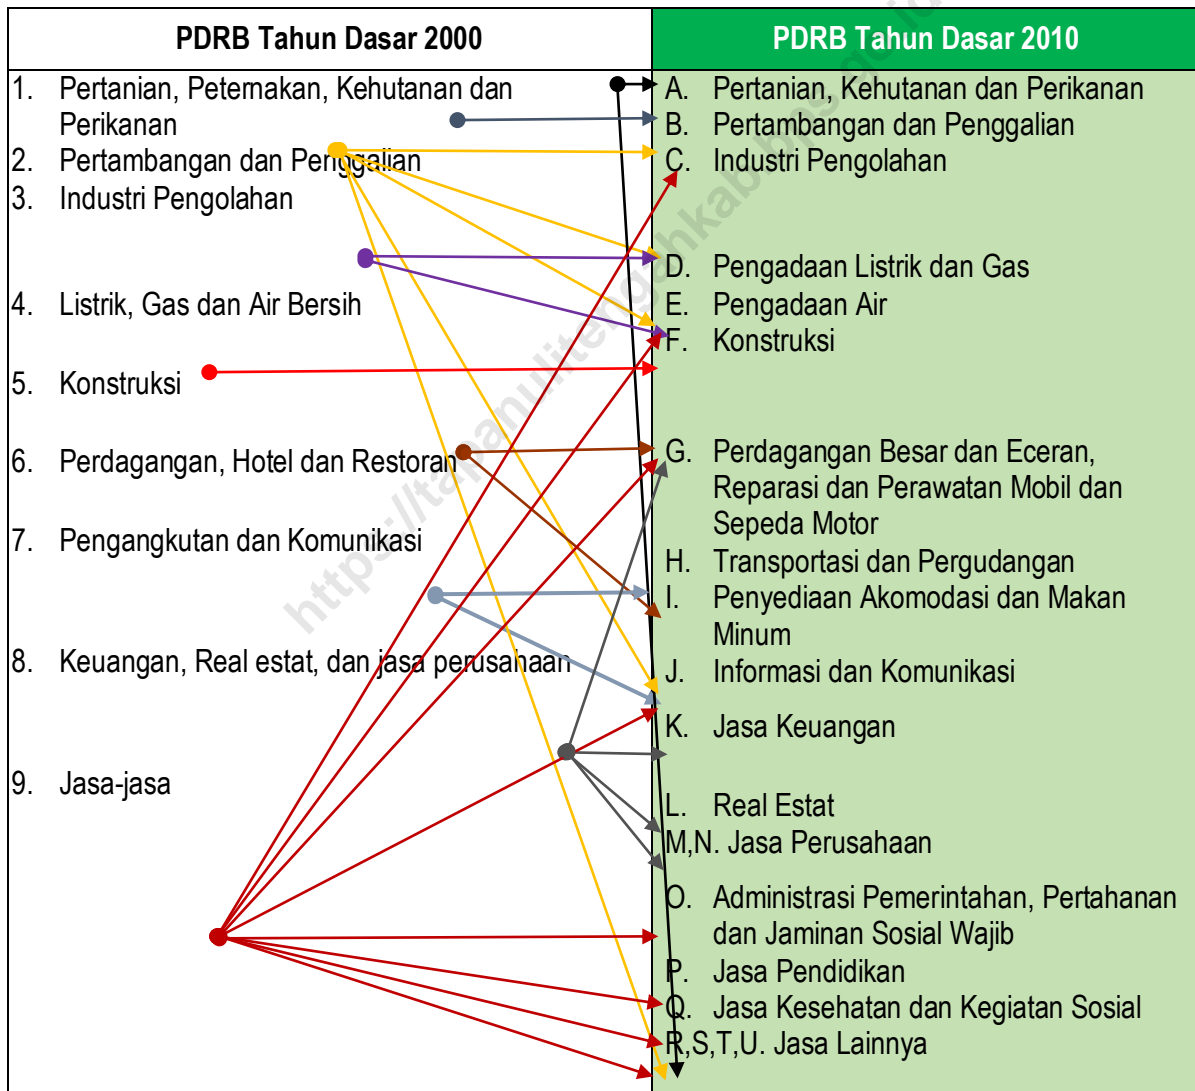 PDRB Tahun Dasar 2000
1. Pertanian, Peternakan, Kehutanan dan
Perikanan
2. Pertambangan dan Penggalian
3. Industri Pengolahan
4. Listrik, Gas dan Air Bersih
5. Konstruksi
6. Perdagangan, Hotel dan Restoran
7. Pengangkutan dan Komunikasi
8. Keuangan, Real estat, dan jasa perusahaan
9. Jasa-jasa
PDRB Tahun Dasar 2010
A. Pertanian, Kehutanan dan Perikanan
B. Pertambangan dan Penggalian
C. Industri Pengolahan
D. Pengadaan Listrik dan Gas
E. Pengadaan Air
F. Konstruksi
G. Perdagangan Besar dan Eceran,
Reparasi dan Perawatan Mobil dan
Sepeda Motor
H. Transportasi dan Pergudangan
I. Penyediaan Akomodasi dan Makan
Minum
J. Informasi dan Komunikasi
K. Jasa Keuangan
L. Real Estat
M,N. Jasa Perusahaan
O. Administrasi Pemerintahan, Pertahanan
dan Jaminan Sosial Wajib
P. Jasa Pendidikan
Q. Jasa Kesehatan dan Kegiatan Sosial
R,S,T,U. Jasa Lainnya
https://tapanulitengahkab.bps.go.id